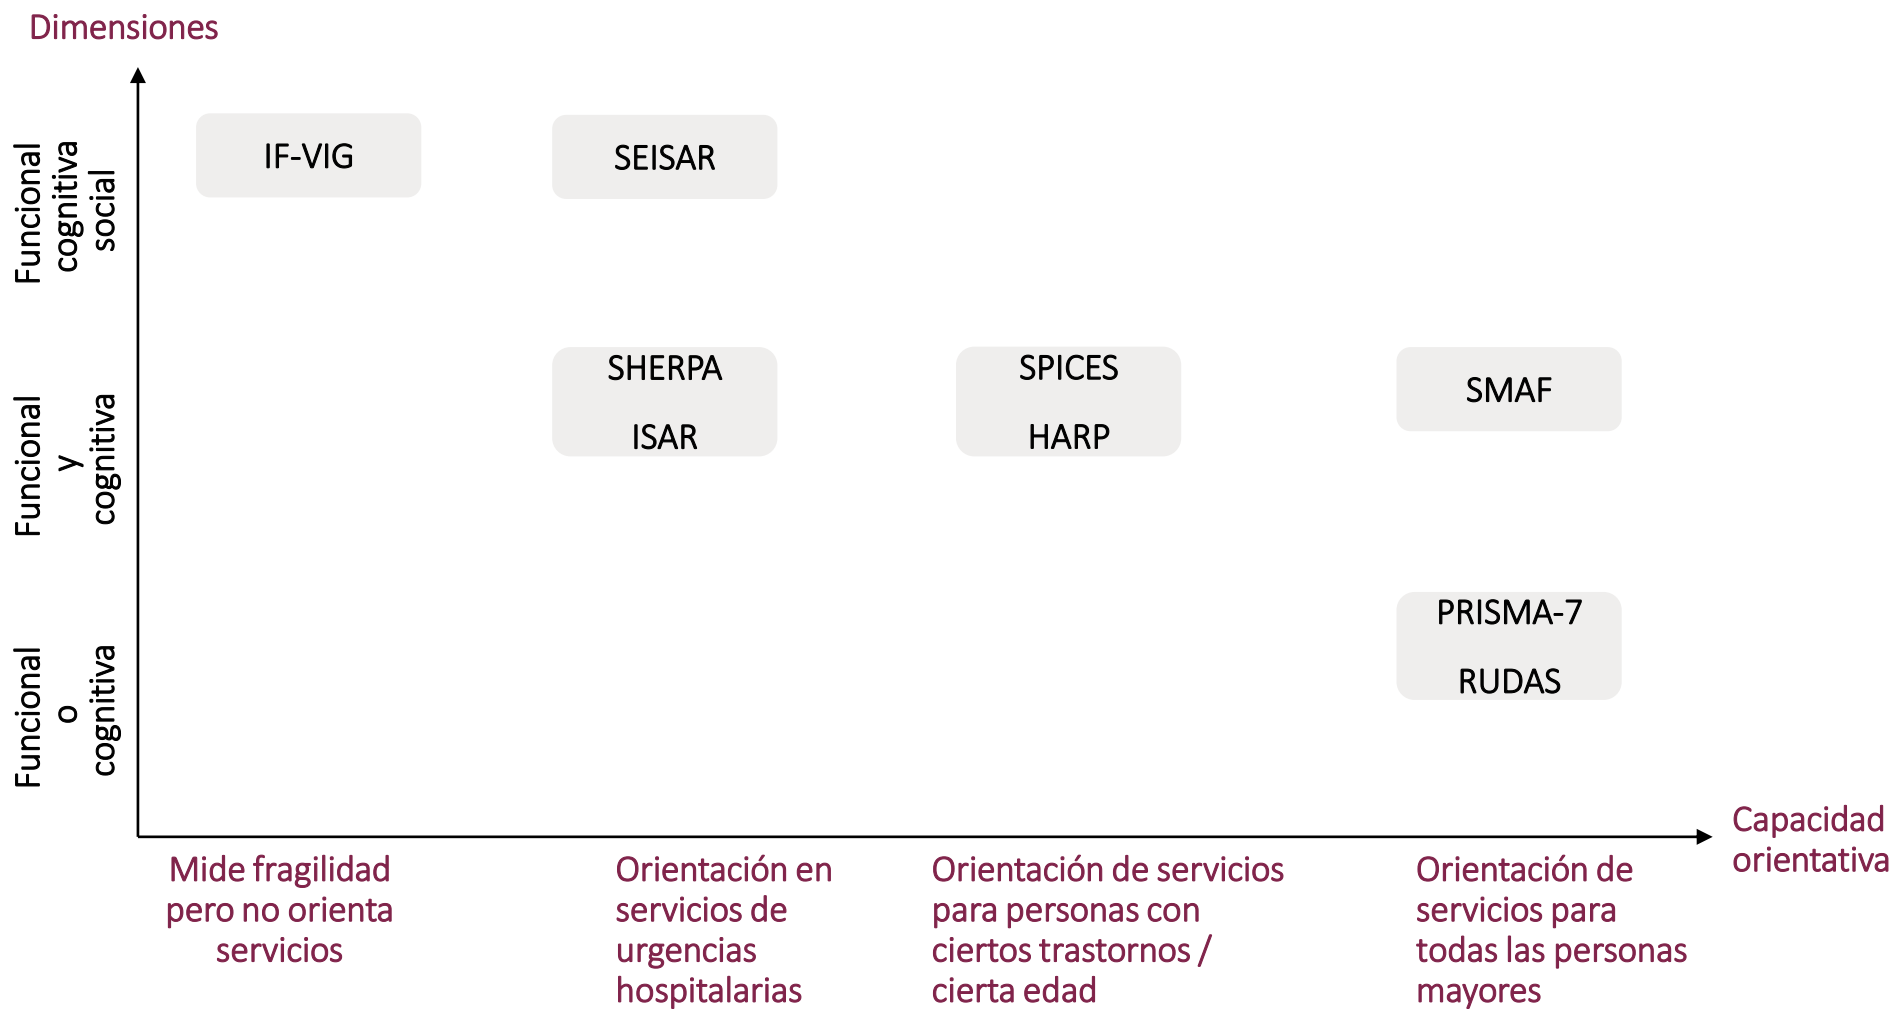 Dimensiones
Funcional
cognitiva
social
IF-VIG
SEISAR
Funcional
y
cognitiva
SHERPA
ISAR
SPICES
HARP
SMAF
Funcional
o
cognitiva
PRISMA-7
RUDAS
Capacidad
orientativa
Mide fragilidad
pero no orienta
servicios
Orientación en
servicios de
urgencias
hospitalarias
Orientación de servicios
para personas con
ciertos trastornos /
cierta edad
Orientación de
servicios para
todas las personas
mayores